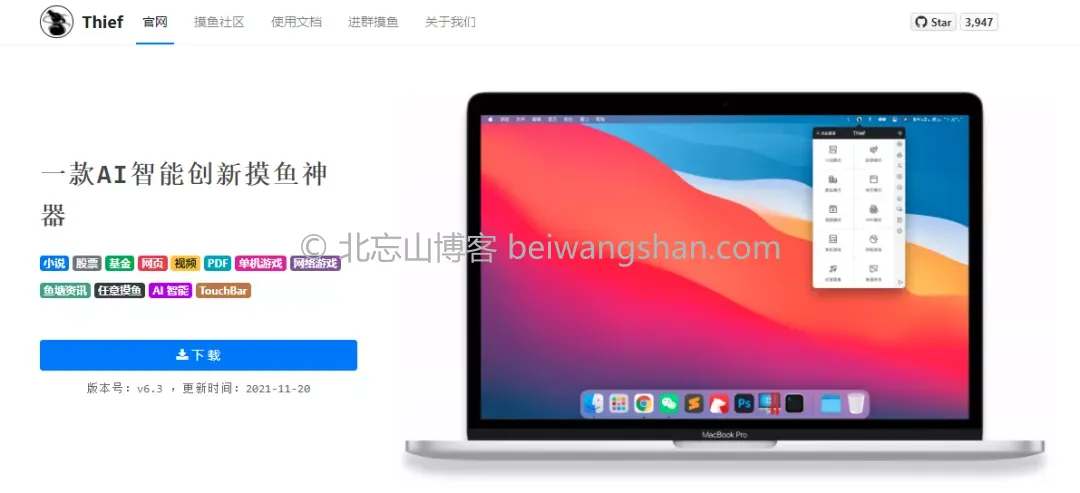 Thief 官网 摸鱼社区 使用文档 进群摸鱼 关于我们 Star 3,947
一款AI智能创新摸鱼神
器
小说 股票 基金 网页 视频 PDF 单机游戏 网络游戏
鱼塘资讯 任意摸鱼 AI 智能 TouchBar
下载
版本号：v6.3 ，更新时间：2021-11-20
Thief
© 北忘山博客 beiwangshan.com
Ps
MacBook Pro